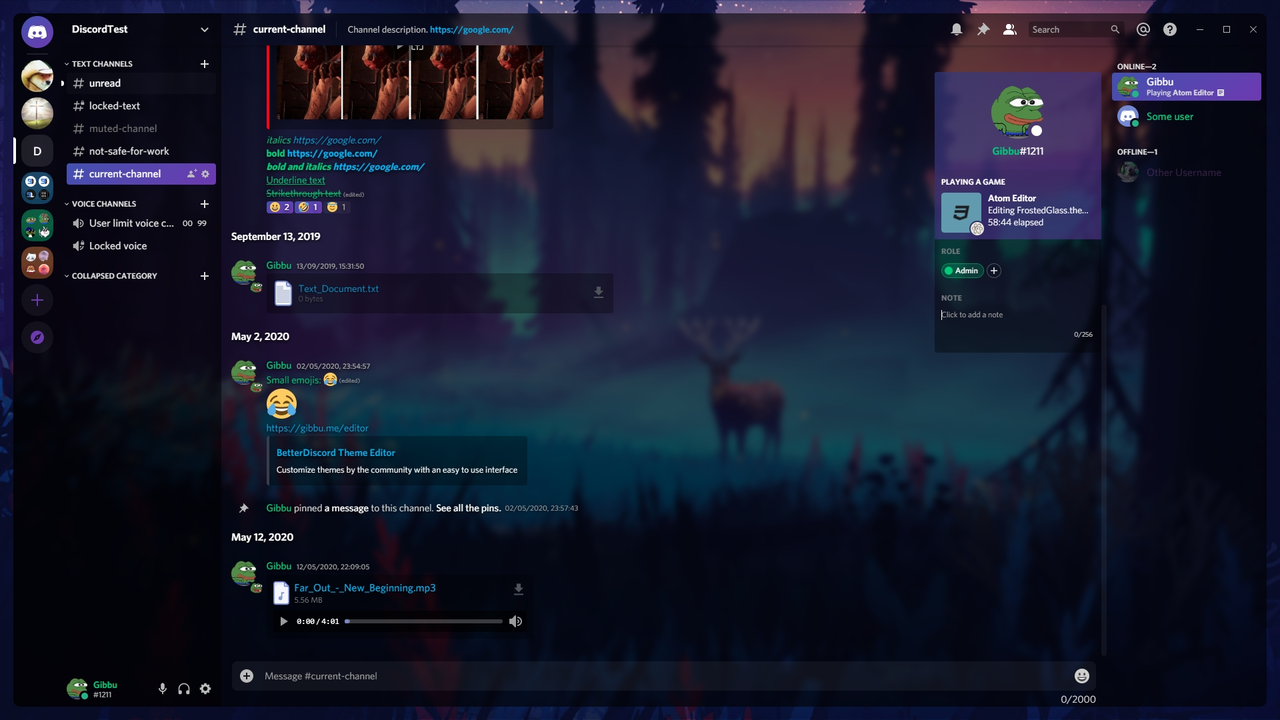 DiscordTest
TEXT CHANNELS
unread
locked-text
muted-channel
not-safe-for-work
current-channel
VOICE CHANNELS
User limit voice c... 00 99
Locked voice
COLLAPSED CATEGORY
D
Gibbu
#1211
current-channel
Channel description. https://google.com/
Search
italics https://google.com/
bold https://google.com/
bold and italics https://google.com/
Underline text
Strikethrough text (edited)
2 1 1
September 13, 2019
Gibbu 13/09/2019, 15:31:50
Text_Document.txt
0 bytes
May 2, 2020
Gibbu 02/05/2020, 23:54:57
Small emojis: (edited)
https://gibbu.me/editor
BetterDiscord Theme Editor
Customize themes by the community with an easy to use interface
Gibbu pinned a message to this channel. See all the pins. 02/05/2020, 23:57:43
May 12, 2020
Gibbu 12/05/2020, 22:09:05
Far_Out_-_New_Beginning.mp3
5.56 MB
0:00/4:01
Message #current-channel
0/2000
Gibbu#1211
PLAYING A GAME
Atom Editor
Editing FrostedGlass.the...
58:44 elapsed
ROLE
Admin
NOTE
Click to add a note
0/256
ONLINE—2
Gibbu
Playing Atom Editor
Some user
OFFLINE—1
Other Username